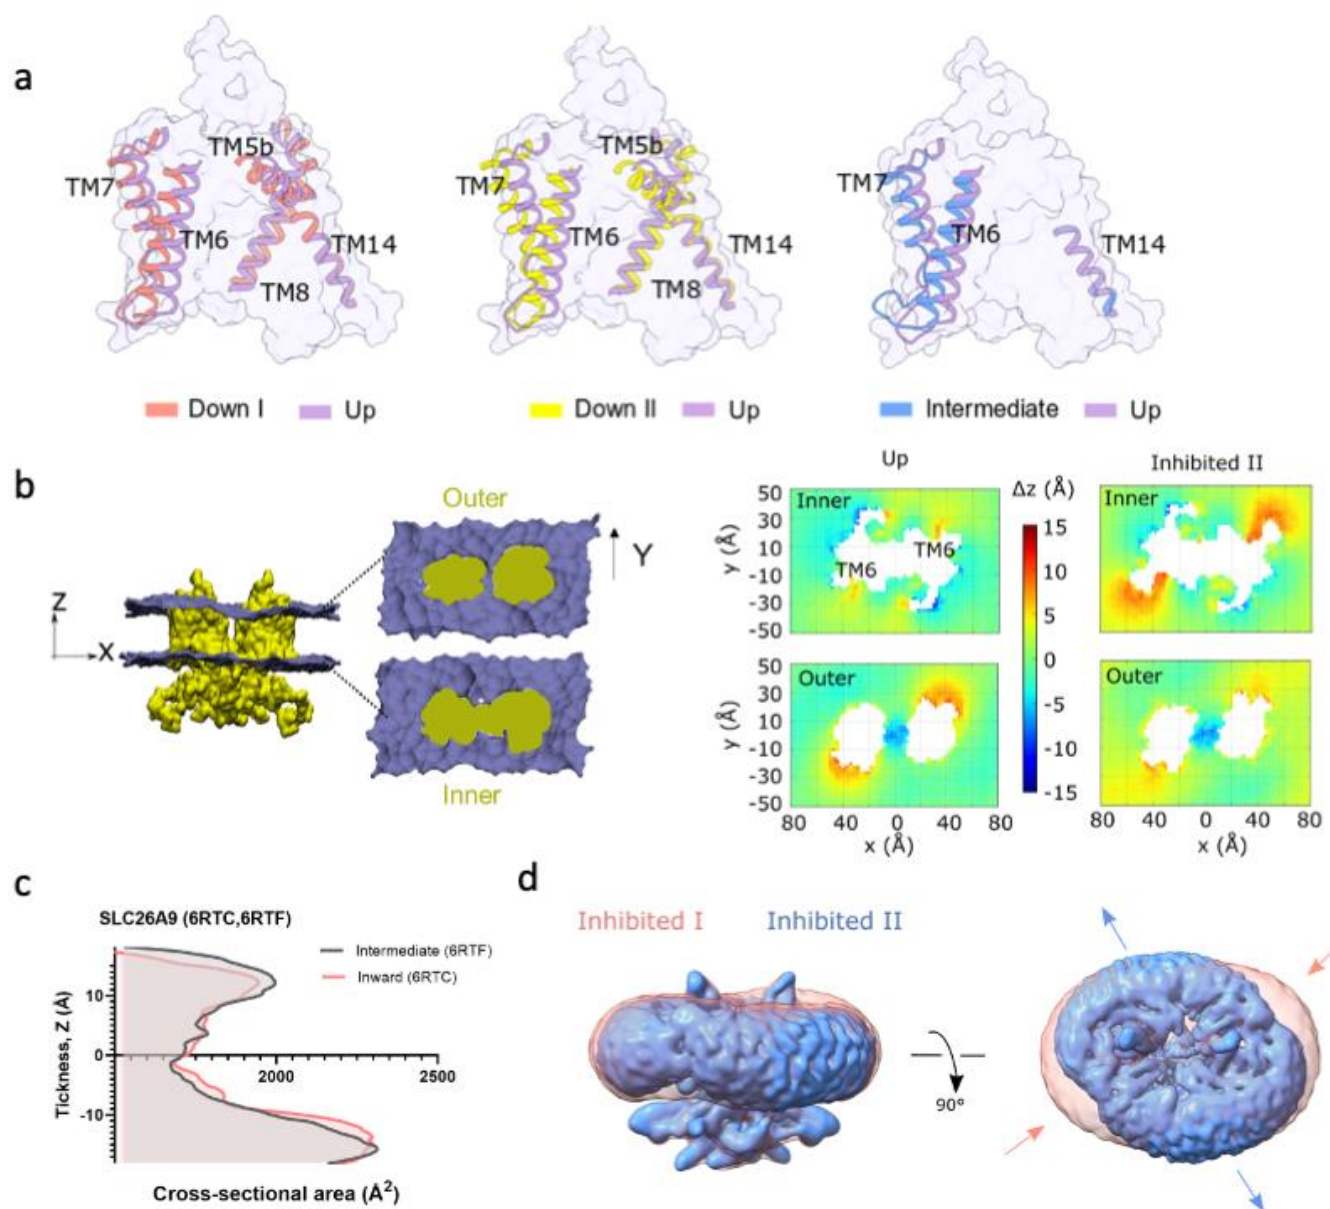 a
TM5b
TM7
TM6
TM14
TM8
TM5b
TM7
TM6
TM14
TM8
TM7
TM6
TM14
Down I Up
Down II Up
Intermediate Up
b
Outer
Y
Z
X
Inner
Up
Inhibited II
Δz (Å)
Inner
TM6
TM6
y (Å)
50
30
10
-10
-30
-50
Inner
15
10
5
0
-5
-10
-15
Outer
y (Å)
50
30
10
-10
-30
-50
80 40 0 40 80
x (Å)
Outer
80 40 0 40 80
x (Å)
c
SLC26A9 (6RTC,6RTF)
Intermediate (6RTF)
Inward (6RTC)
Tickness, Z (Å)
10
0
-10
2000 2500
Cross-sectional area (Å²)
d
Inhibited I Inhibited II
90°